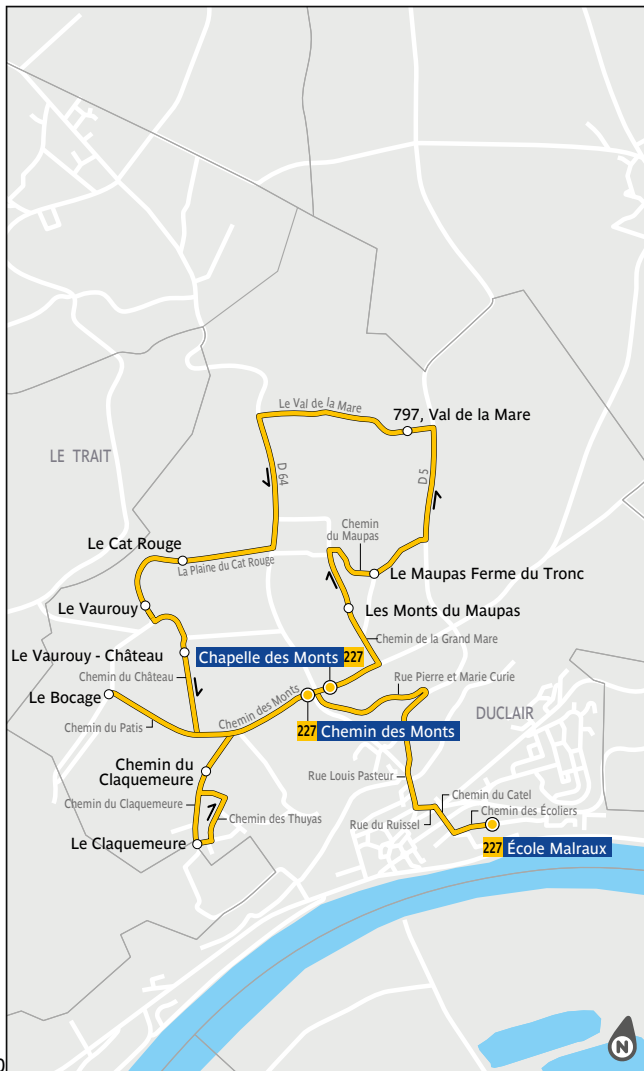 Le Val de la Mare
797, Val de la Mare
LE TRAIT
D 64
D 5
Chemin
du Maupas
Le Cat Rouge
La Plaine du Cat Rouge
Le Maupas Ferme du Tronc
Le Vaurouy
Les Monts du Maupas
Chemin de la Grand Mare
Le Vaurouy - Château
Chapelle des Monts 227
Chemin du Château
Rue Pierre et Marie Curie
Le Bocage
Chemin des Monts
DUCLAIR
Chemin du Patis
227 Chemin des Monts
Chemin du
Claquemeure
Rue Louis Pasteur
Chemin du Catel
Chemin du Claquemeure
Chemin des Écoliers
Chemin des Thuyas
Rue du Ruissel
Le Claquemeure
227 École Malraux
N